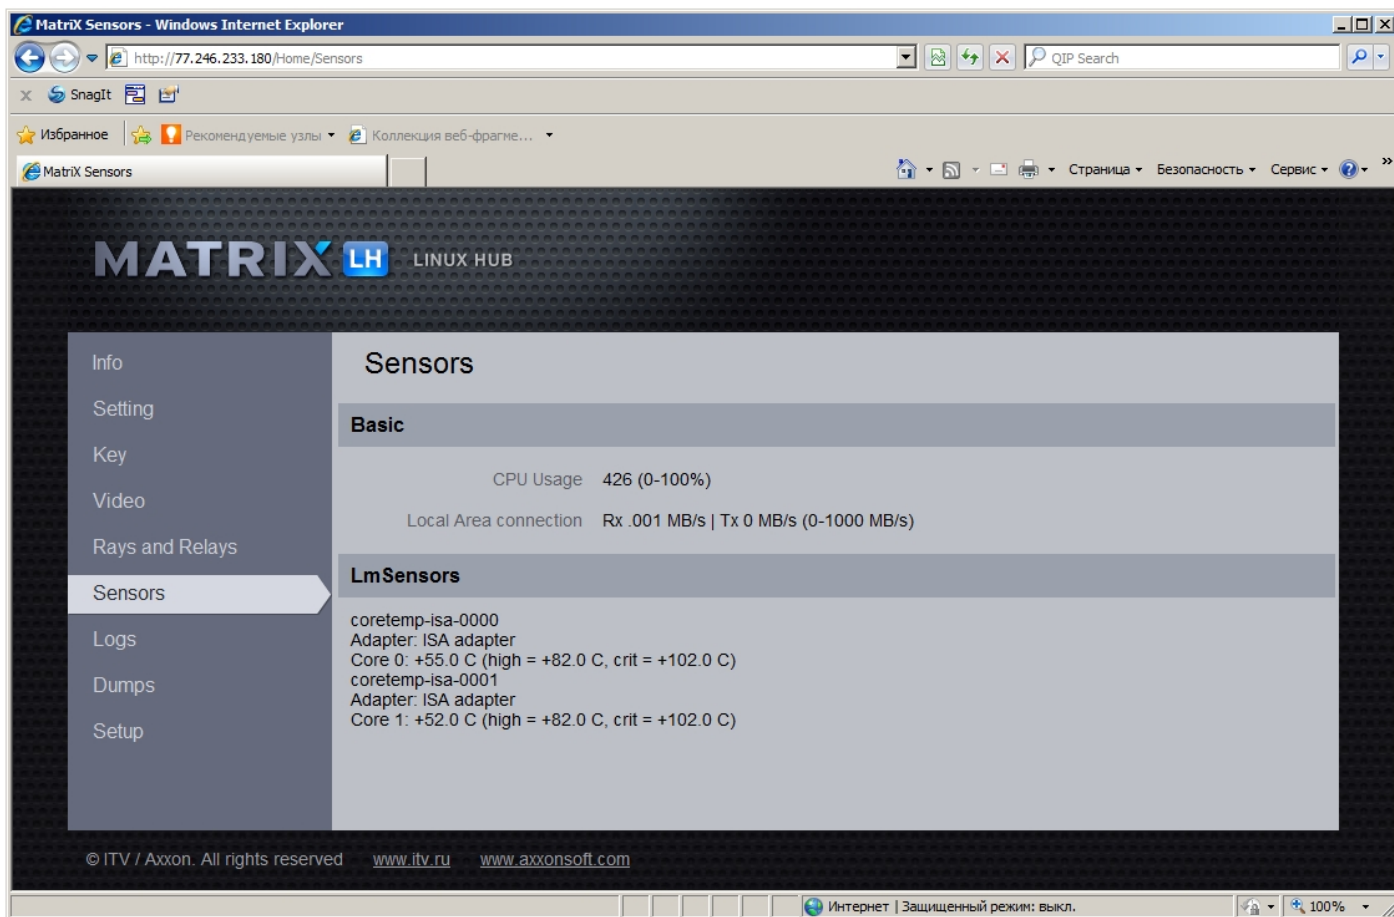 MatriX Sensors - Windows Internet Explorer
http://77.246.233.180/Home/Sensors
QIP Search
x SnagIt
Избранное Рекомендуемые узлы Коллекция веб-фрагме...
MatriX Sensors Страница Безопасность Сервис »
MATRIX LH LINUX HUB
Info
Setting
Key
Video
Rays and Relays
Sensors
Logs
Dumps
Setup
Sensors
Basic
CPU Usage 426 (0-100%)
Local Area connection Rx .001 MB/s | Tx 0 MB/s (0-1000 MB/s)
LmSensors
coretemp-isa-0000
Adapter: ISA adapter
Core 0: +55.0 C (high = +82.0 C, crit = +102.0 C)
coretemp-isa-0001
Adapter: ISA adapter
Core 1: +52.0 C (high = +82.0 C, crit = +102.0 C)
© ITV / Axxon. All rights reserved www.itv.ru www.axxonsoft.com
Интернет | Защищенный режим: выкл. 100%